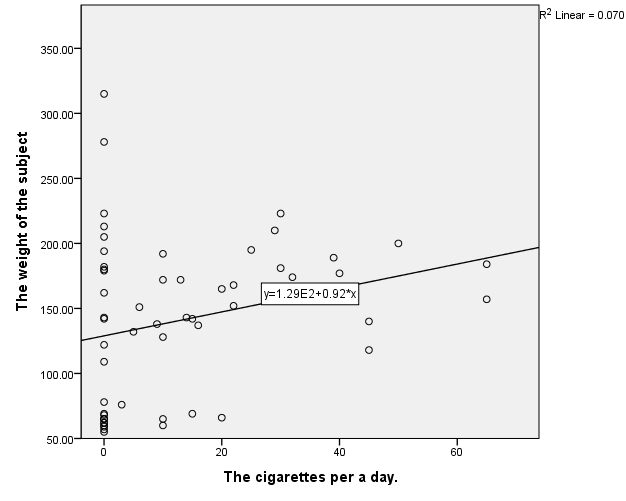 R2 Linear = 0.070
350.00
300.00
250.00
200.00
150.00
100.00
50.00
The weight of the subject
y=1.29E2+0.92*x
0 20 40 60
The cigarettes per a day.